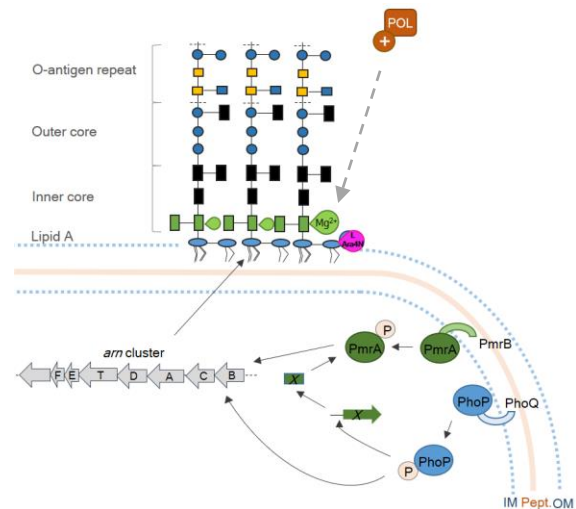 POL
+
O-antigen repeat
Outer core
Inner core
Mg2+
Lipid A
L
Ara4N
arn cluster
P
PmrA
PmrA
PmrB
F E T D A C B
X
X
PhoP
PhoQ
P
PhoP
IM Pept. OM